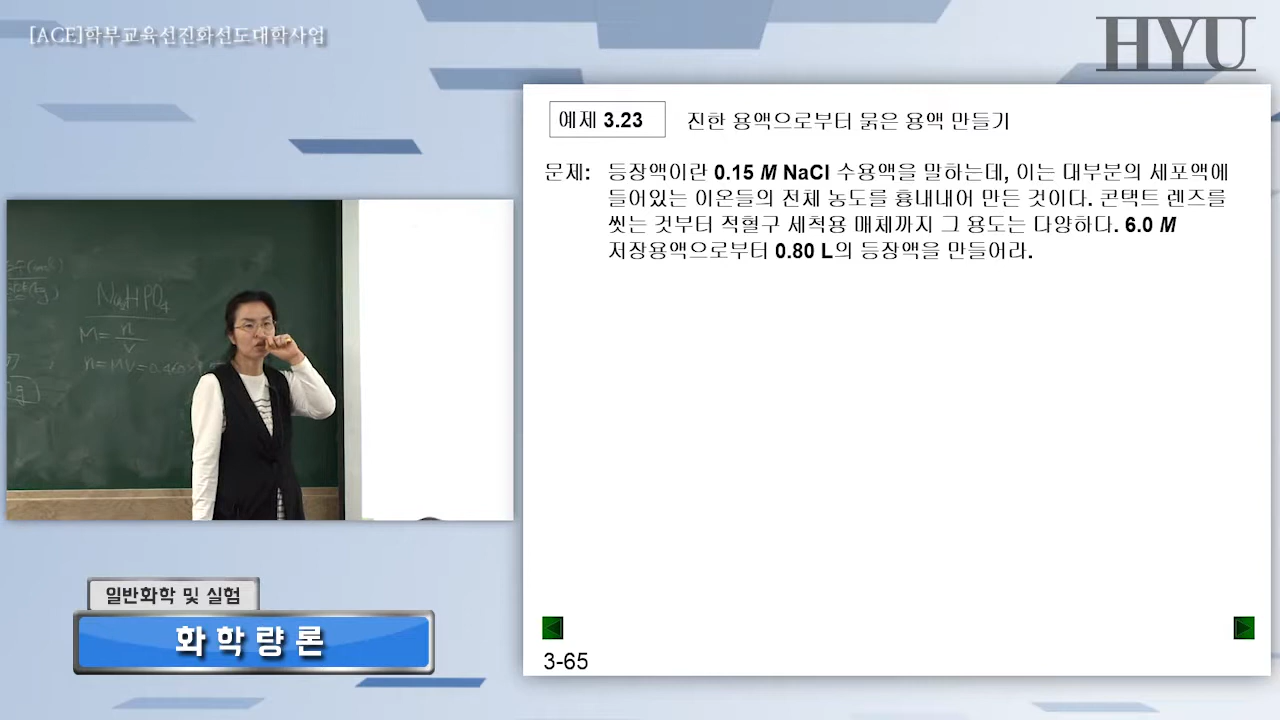 [ACE]학부교육선진화선도대학사업
HYU
예제 3.23 진한 용액으로부터 묽은 용액 만들기
문제: 등장액이란 0.15 M NaCl 수용액을 말하는데, 이는 대부분의 세포액에
들어있는 이온들의 전체 농도를 흉내내어 만든 것이다. 콘택트 렌즈를
씻는 것부터 적혈구 세척용 매체까지 그 용도는 다양하다. 6.0 M
저장용액으로부터 0.80 L의 등장액을 만들어라.
Na₂HPO₄
M= n/V
n= MV=0.460×
일반화학 및 실험
화학량론
3-65